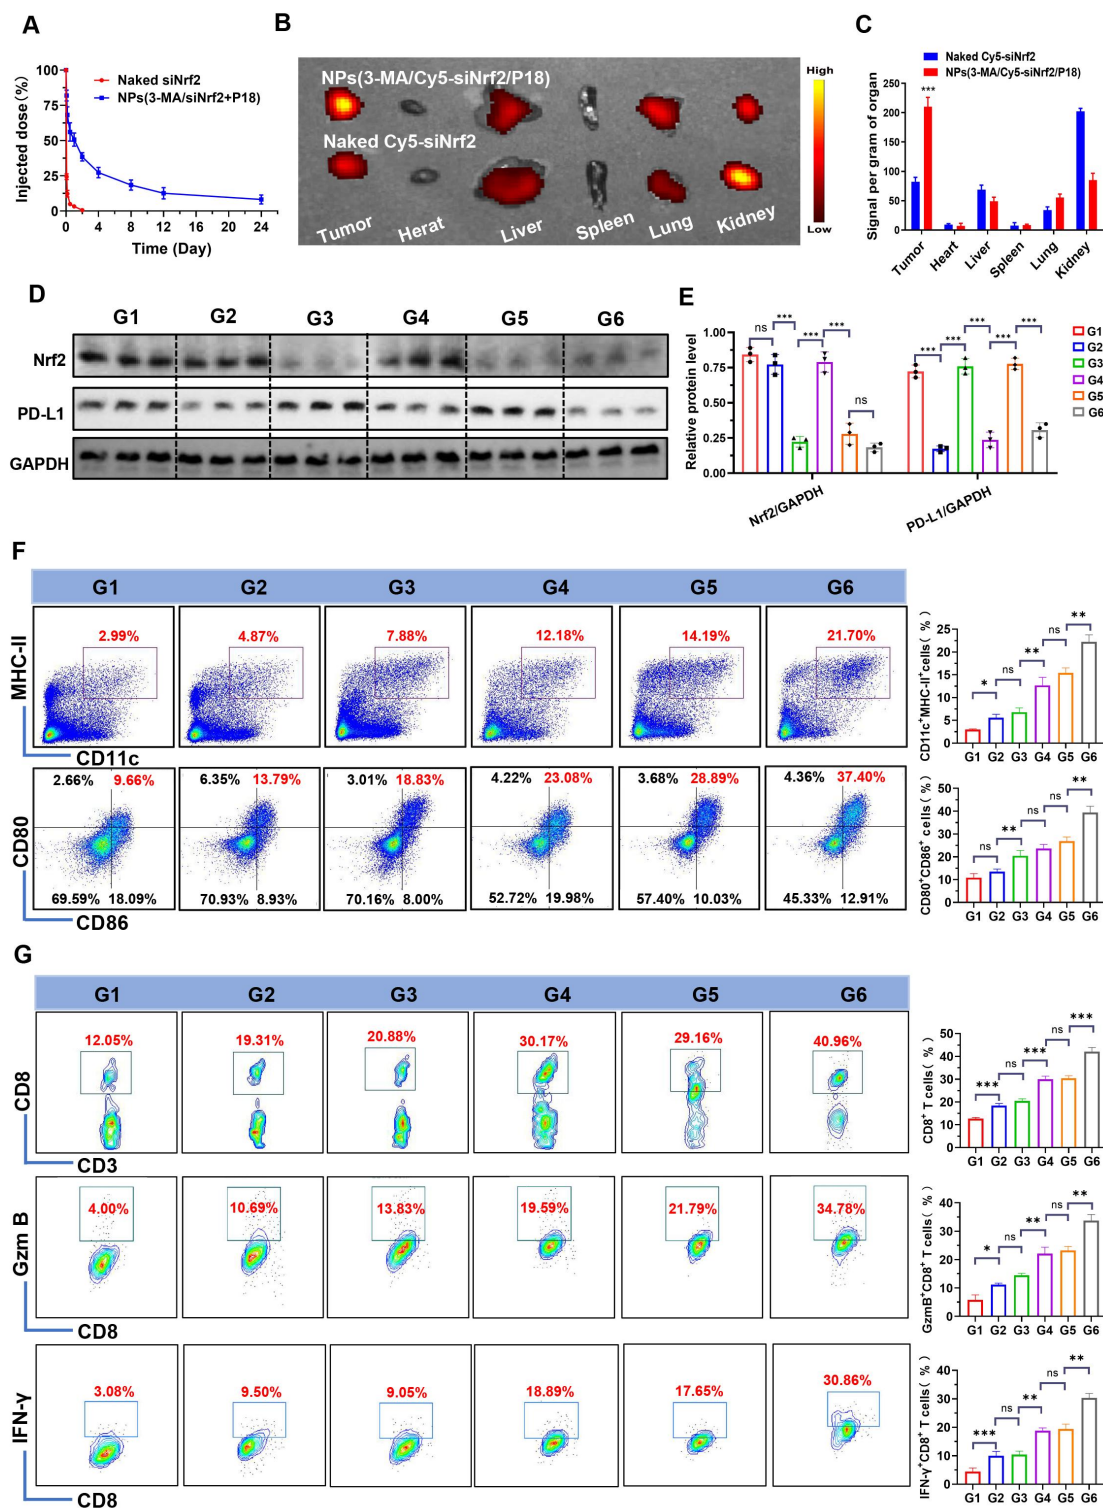 A
Injected dose(%)
100
75
50
25
0
0 2 4 6 8 10 12 14 16 18 20 22 24
Time (Day)
Naked siNrf2
NPs(3-MA/siNrf2+P18)
B
NPs(3-MA/Cy5-siNrf2/P18)
Naked Cy5-siNrf2
Tumor Herat Liver Spleen Lung Kidney
High
Low
C
Naked Cy5-siNrf2
NPs(3-MA/Cy5-siNrf2/P18)
Signal per gram of organ
250
200
150
100
50
0
***
Tumor Heart Liver Spleen Lung Kidney
D
G1 G2 G3 G4 G5 G6
Nrf2
PD-L1
GAPDH
E
Relative protein level
1.00
0.75
0.50
0.25
0.00
ns *** *** *** ns
*** *** *** *** ***
Nrf2/GAPDH PD-L1/GAPDH
G1
G2
G3
G4
G5
G6
F
G1 G2 G3 G4 G5 G6
MHC-II
2.99% 4.87% 7.88% 12.18% 14.19% 21.70%
CD11c
CD11c+MHC-II+cells( %)
25
20
15
10
5
0
* ns ** ns **
G1 G2 G3 G4 G5 G6
CD80
2.66% 9.66% 6.35% 13.79% 3.01% 18.83% 4.22% 23.08% 3.68% 28.89% 4.36% 37.40%
69.59% 18.09% 70.93% 8.93% 70.16% 8.00% 52.72% 19.98% 57.40% 10.03% 45.33% 12.91%
CD86
CD80+CD86+ cells( %)
50
40
30
20
10
0
ns ** ns ns **
G1 G2 G3 G4 G5 G6
G
G1 G2 G3 G4 G5 G6
CD8
12.05% 19.31% 20.88% 30.17% 29.16% 40.96%
CD3
CD8+ T cells( %)
50
40
30
20
10
0
*** ns *** ns ***
G1 G2 G3 G4 G5 G6
Gzm B
4.00% 10.69% 13.83% 19.59% 21.79% 34.78%
CD8
GzmB+CD8+ T cells( %)
40
30
20
10
0
* ns ** ns **
G1 G2 G3 G4 G5 G6
IFN-γ
3.08% 9.50% 9.05% 18.89% 17.65% 30.86%
CD8
IFN-γ+CD8+ T cells( %)
40
30
20
10
0
*** ns ** ns **
G1 G2 G3 G4 G5 G6